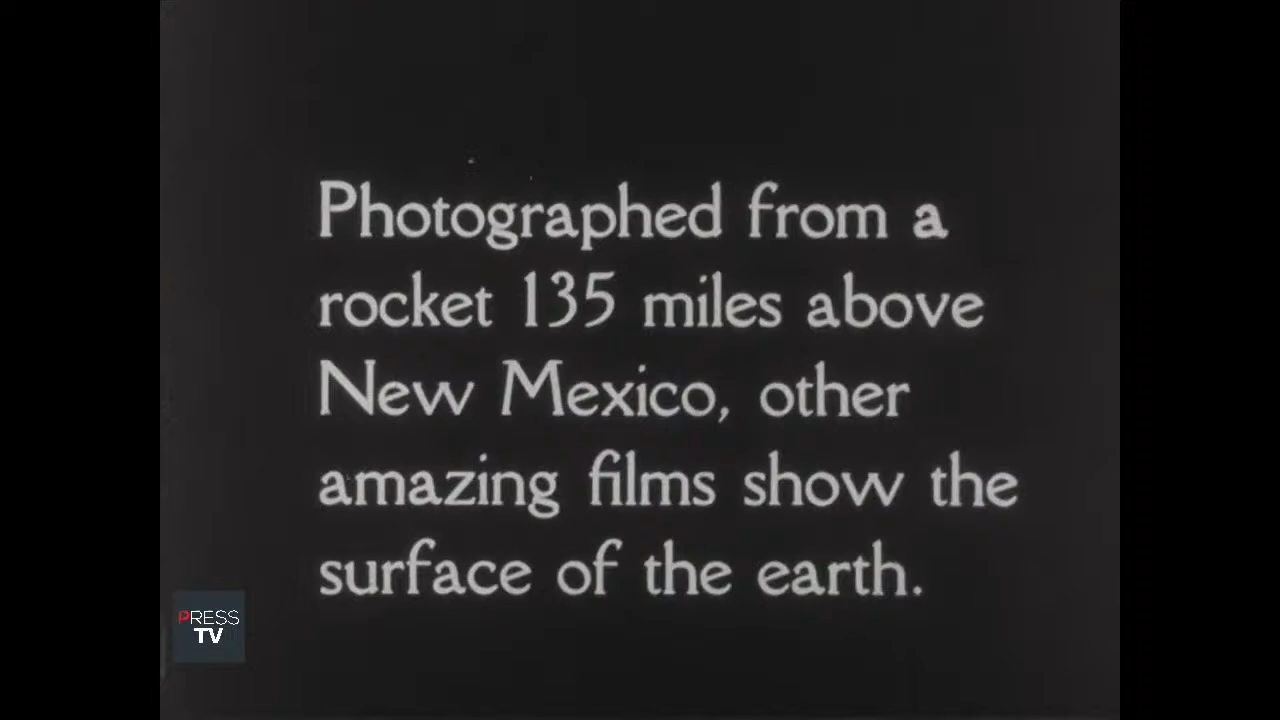 Photographed from a
rocket 135 miles above
New Mexico, other
amazing films show the
surface of the earth.
PRESS
TV